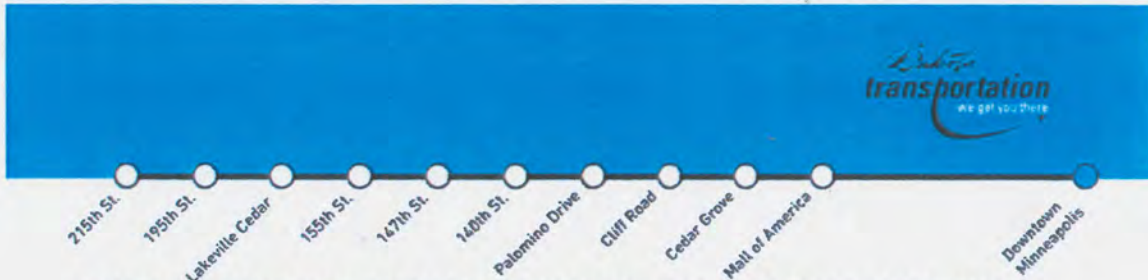 Dakota
transportation
we get you there
215th St.
195th St.
Lakeville Cedar
155th St.
147th St.
140th St.
Palomino Drive
Cliff Road
Cedar Grove
Mall of America
Downtown
Minneapolis